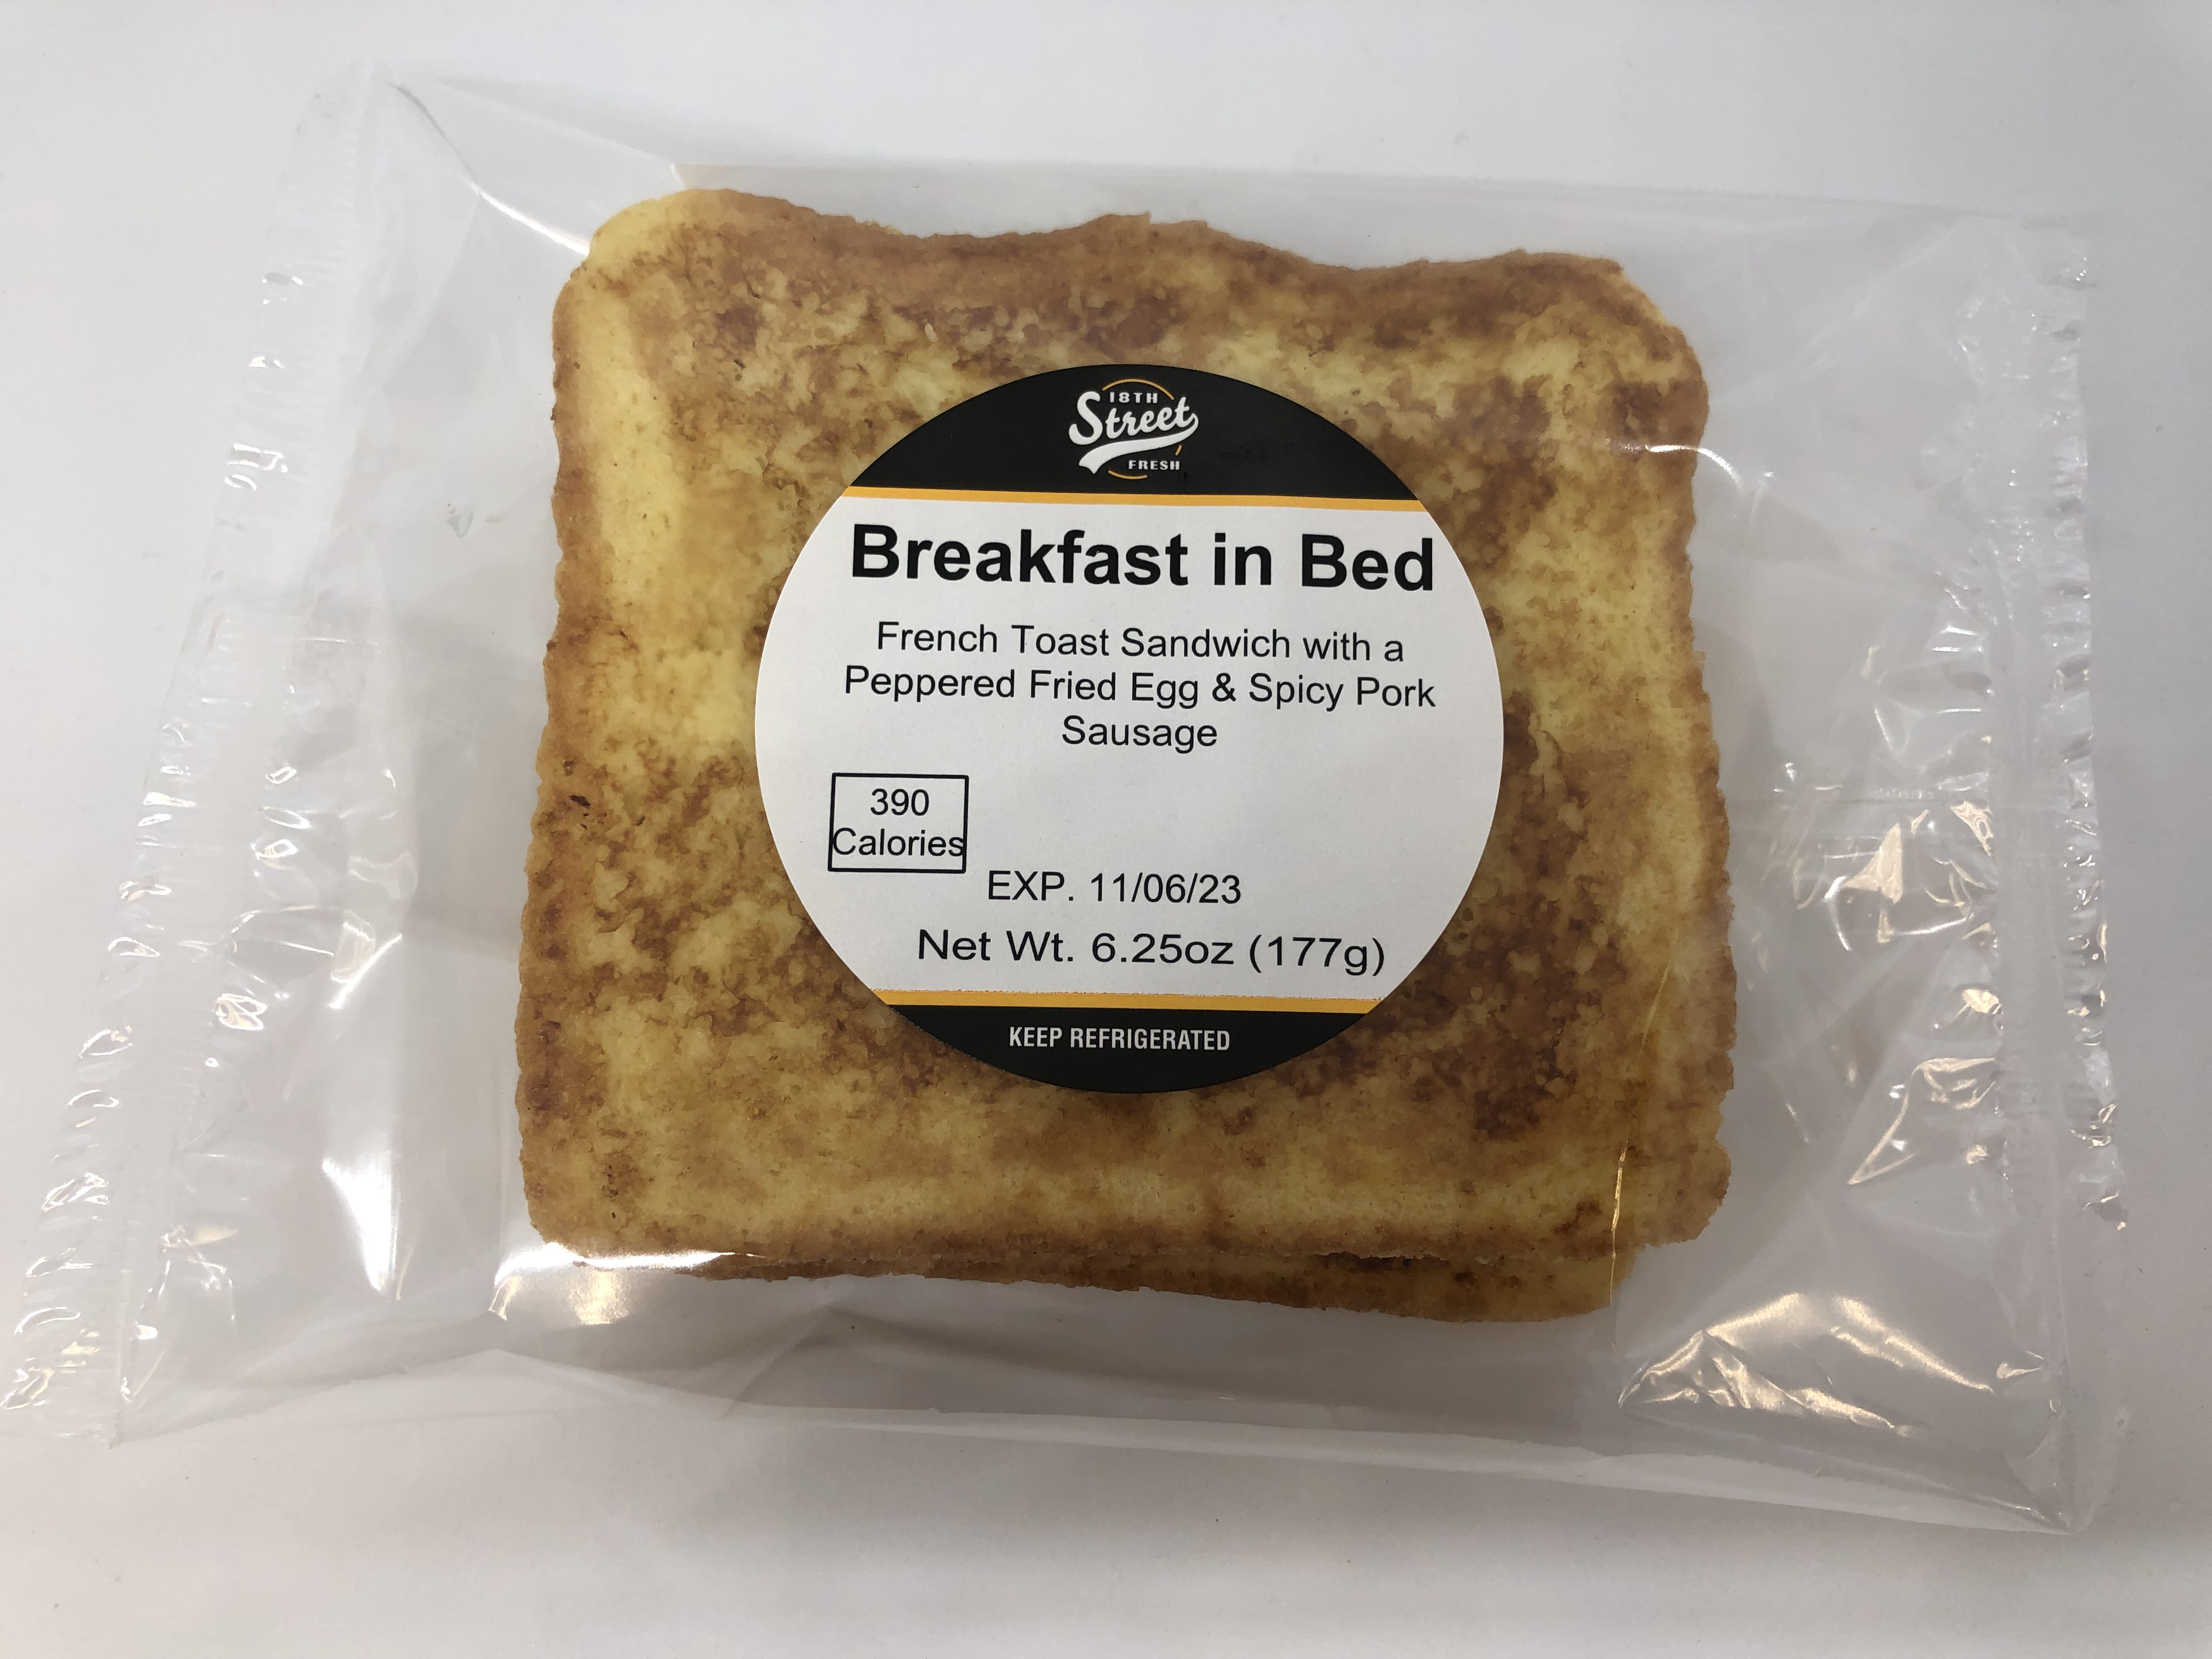 18TH
Street
FRESH
Breakfast in Bed
French Toast Sandwich with a
Peppered Fried Egg & Spicy Pork
Sausage
390
Calories
EXP. 11/06/23
Net Wt. 6.25oz (177g)
KEEP REFRIGERATED